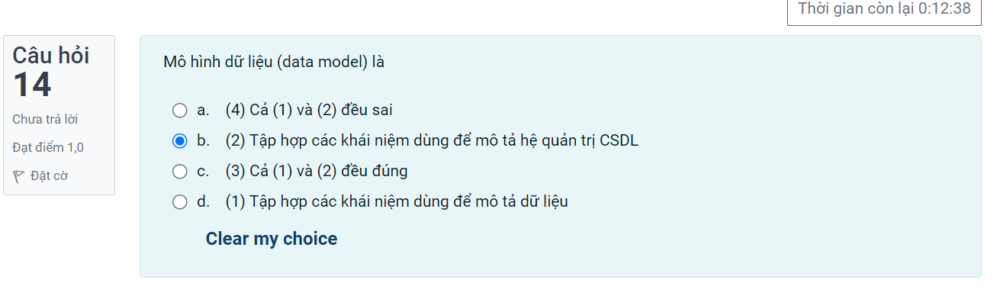 Thời gian còn lại 0:12:38
Câu hỏi
14
Chưa trả lời
Đạt điểm 1,0
Đặt cờ
Mô hình dữ liệu (data model) là
a. (4) Cả (1) và (2) đều sai
b. (2) Tập hợp các khái niệm dùng để mô tả hệ quản trị CSDL
c. (3) Cả (1) và (2) đều đúng
d. (1) Tập hợp các khái niệm dùng để mô tả dữ liệu
Clear my choice